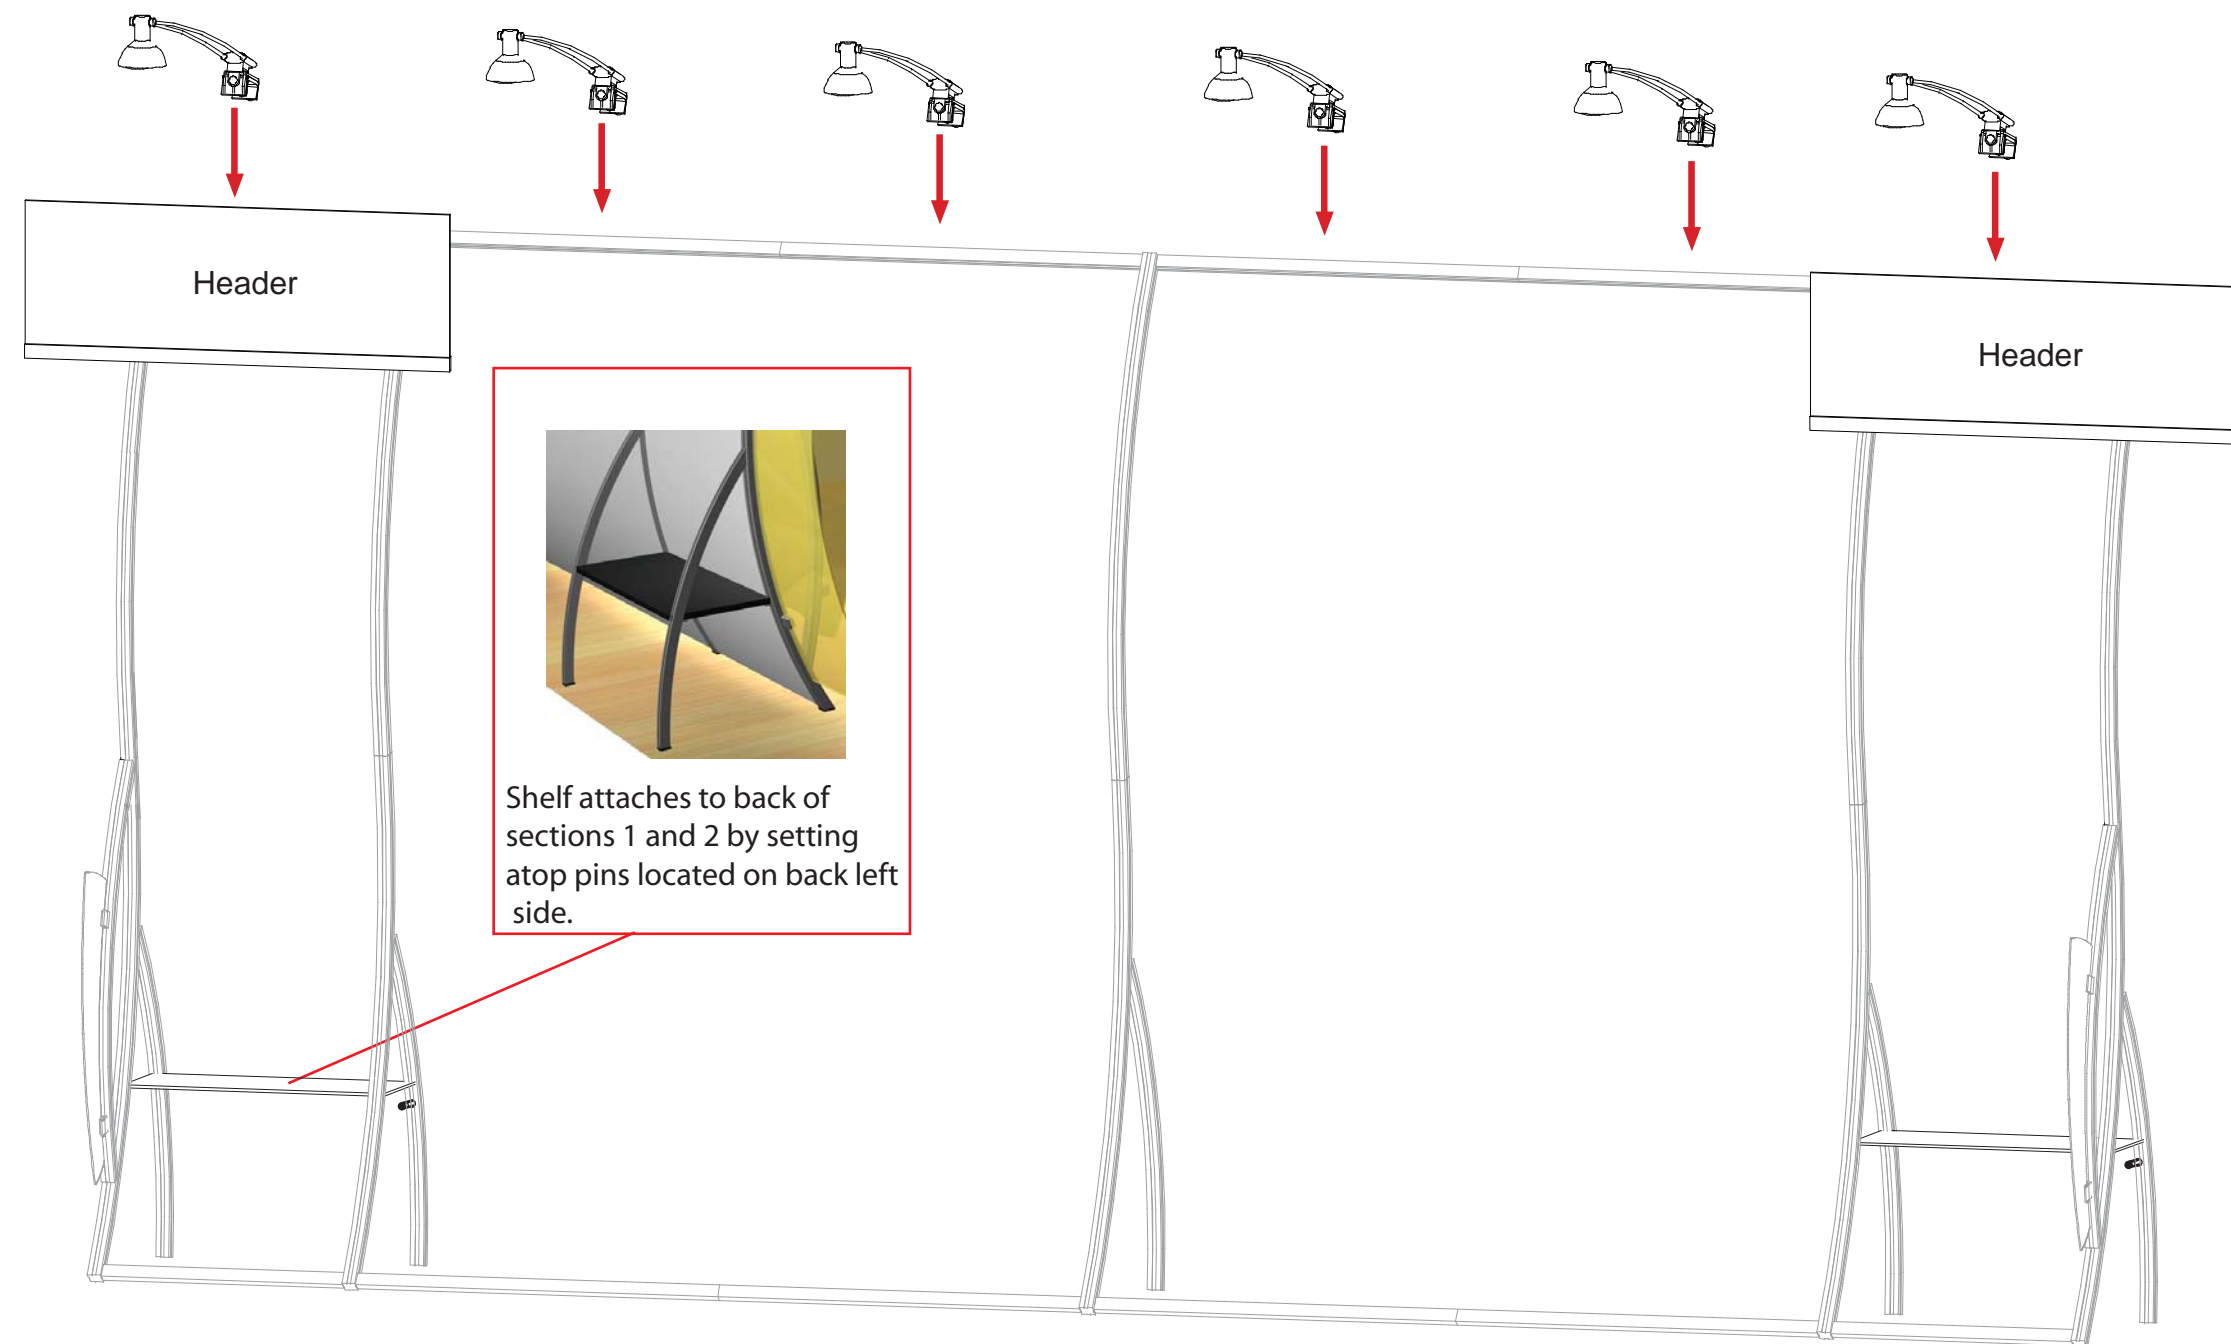 Header
Header
Shelf attaches to back of
sections 1 and 2 by setting
atop pins located on back left
side.